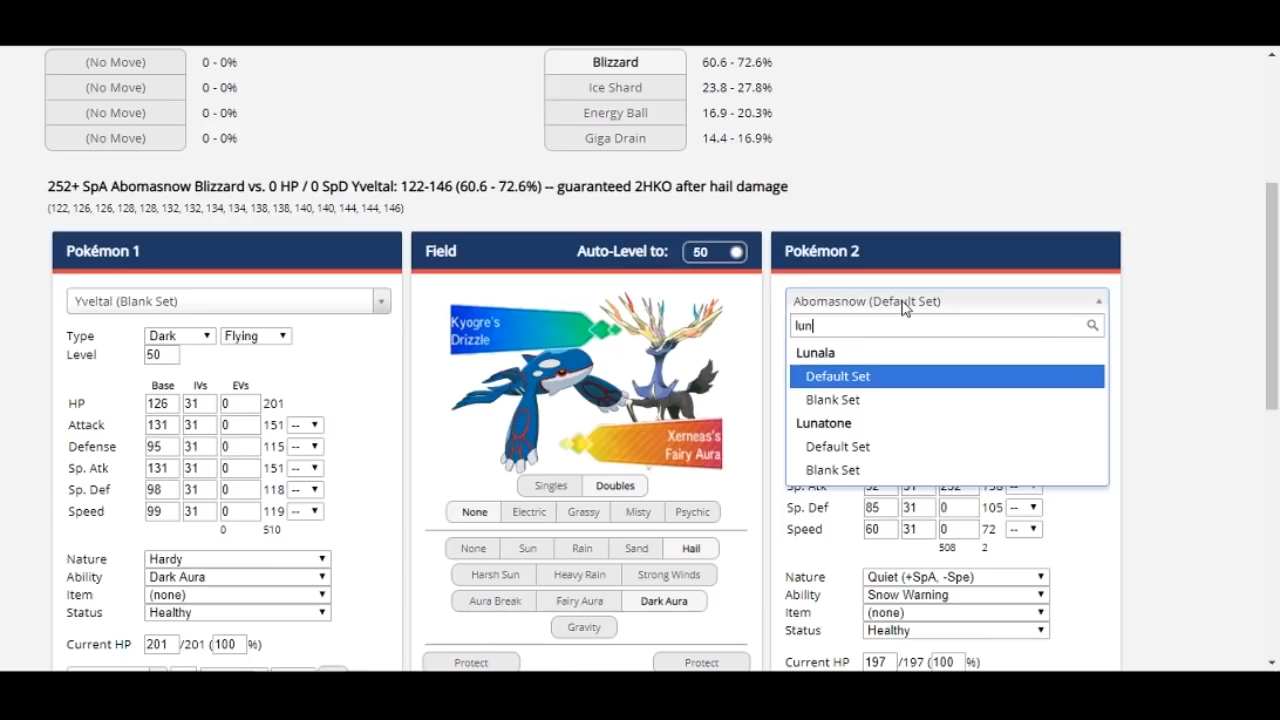 (No Move) 0 - 0%
(No Move) 0 - 0%
(No Move) 0 - 0%
(No Move) 0 - 0%
Blizzard 60.6 - 72.6%
Ice Shard 23.8 - 27.8%
Energy Ball 16.9 - 20.3%
Giga Drain 14.4 - 16.9%
252+ SpA Abomasnow Blizzard vs. 0 HP / 0 SpD Yveltal: 122-146 (60.6 - 72.6%) -- guaranteed 2HKO after hail damage
(122, 126, 126, 128, 128, 132, 132, 134, 134, 138, 138, 140, 140, 144, 144, 146)
Pokémon 1
Yveltal (Blank Set)
Type Dark Flying
Level 50
Base IVs EVs
HP 126 31 0 201
Attack 131 31 0 151 --
Defense 95 31 0 115 --
Sp. Atk 131 31 0 151 --
Sp. Def 98 31 0 118 --
Speed 99 31 0 119 --
0 510
Nature Hardy
Ability Dark Aura
Item (none)
Status Healthy
Current HP 201 /201 (100 %)
Field Auto-Level to: 50
Kyogre's
Drizzle
Xerneas's
Fairy Aura
Singles Doubles
None Electric Grassy Misty Psychic
None Sun Rain Sand Hail
Harsh Sun Heavy Rain Strong Winds
Aura Break Fairy Aura Dark Aura
Gravity
Protect Protect
Pokémon 2
Abomasnow (Default Set)
lun
Lunala
Default Set
Blank Set
Lunatone
Default Set
Blank Set
Sp. Atk 92 31 252 158 --
Sp. Def 85 31 0 105 --
Speed 60 31 0 72 --
508 2
Nature Quiet (+SpA, -Spe)
Ability Snow Warning
Item (none)
Status Healthy
Current HP 197 /197 (100 %)